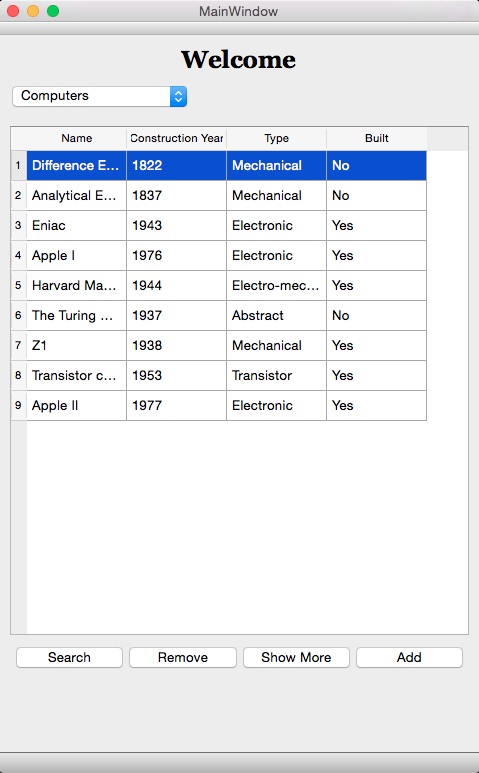 MainWindow
Welcome
Computers
Name Construction Year Type Built
1 Difference E... 1822 Mechanical No
2 Analytical E... 1837 Mechanical No
3 Eniac 1943 Electronic Yes
4 Apple I 1976 Electronic Yes
5 Harvard Ma... 1944 Electro-mec... Yes
6 The Turing ... 1937 Abstract No
7 Z1 1938 Mechanical Yes
8 Transistor c... 1953 Transistor Yes
9 Apple II 1977 Electronic Yes
Search Remove Show More Add